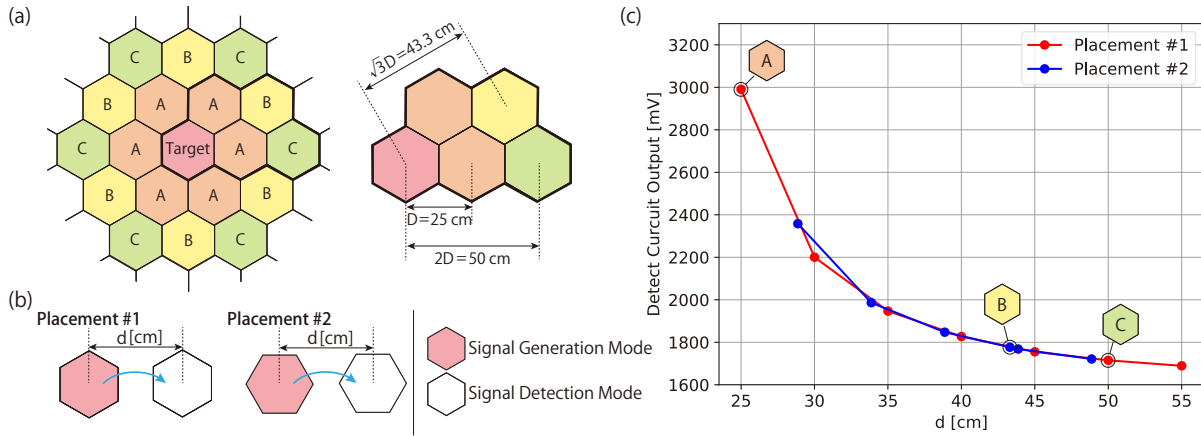 (a)
C B C
B A A B
C A Target A C
B A A B
C B C
√3D=43.3 cm
D=25 cm
2D=50 cm
(b)
Placement #1
d [cm]
Placement #2
d [cm]
Signal Generation Mode
Signal Detection Mode
(c)
Detect Curcuit Output [mV]
3200
3000
2800
2600
2400
2200
2000
1800
1600
25 30 35 40 45 50 55
d [cm]
Placement #1
Placement #2
A
B
C